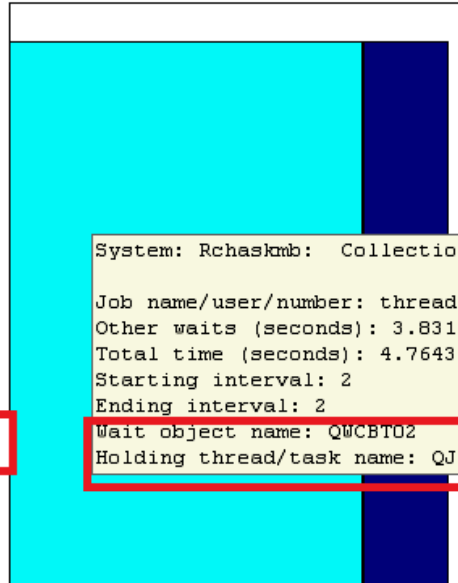 System: Rchaskmb: Collectio
Job name/user/number: thread
Other waits (seconds): 3.831
Total time (seconds): 4.7643
Starting interval: 2
Ending interval: 2
Wait object name: QWCBT02
Holding thread/task name: QJ